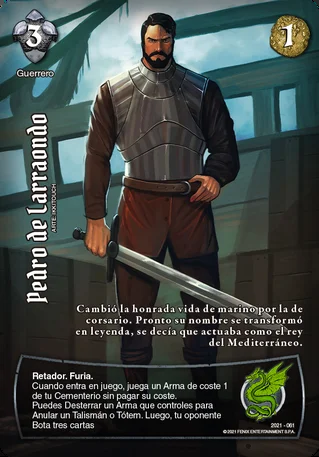 3
1
Guerrero
Pedro de Larraondo
ARTE: KKITOUCH
Cambió la honrada vida de marino por la de
corsario. Pronto su nombre se transformó
en leyenda, se decía que actuaba como el rey
del Mediterráneo.
Retador. Furia.
Cuando entra en juego, juega un Arma de coste 1
de tu Cementerio sin pagar su coste.
Puedes Desterrar un Arma que controles para
Anular un Talismán o Tótem. Luego, tu oponente
Bota tres cartas
2021 - 061
©2021 FENIX ENTERTAINMENT S.P.A.